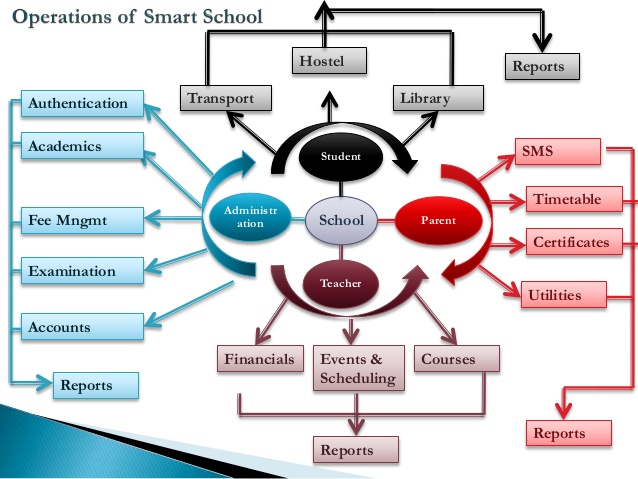 Operations of Smart School
Hostel
Reports
Transport
Library
Authentication
Academics
Fee Mngmt
Examination
Accounts
Reports
Student
Administr
ation
School
Parent
Teacher
SMS
Timetable
Certificates
Utilities
Reports
Financials
Events &
Scheduling
Courses
Reports